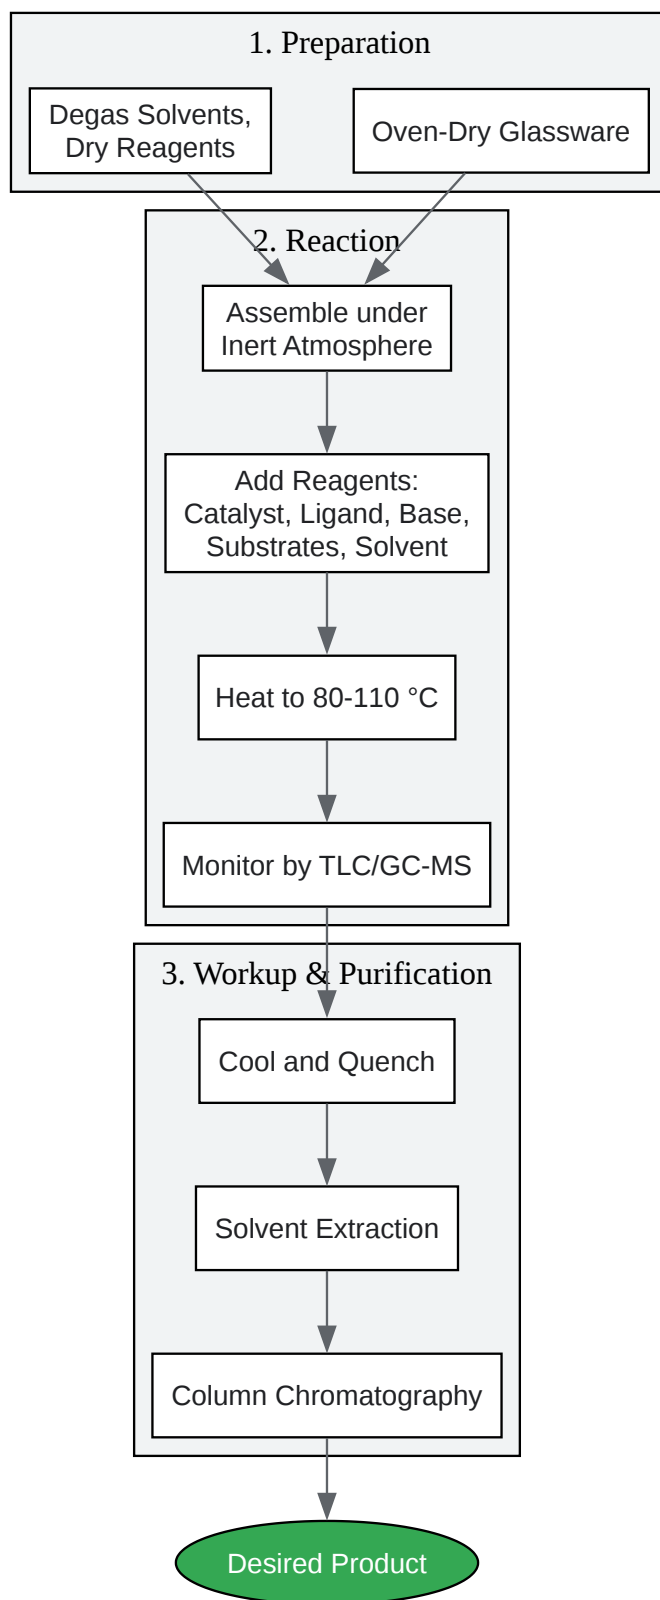 1. Preparation
Degas Solvents,
Dry Reagents
Oven-Dry Glassware
2. Reaction
Assemble under
Inert Atmosphere
Add Reagents:
Catalyst, Ligand, Base,
Substrates, Solvent
Heat to 80-110 °C
Monitor by TLC/GC-MS
3. Workup & Purification
Cool and Quench
Solvent Extraction
Column Chromatography
Desired Product